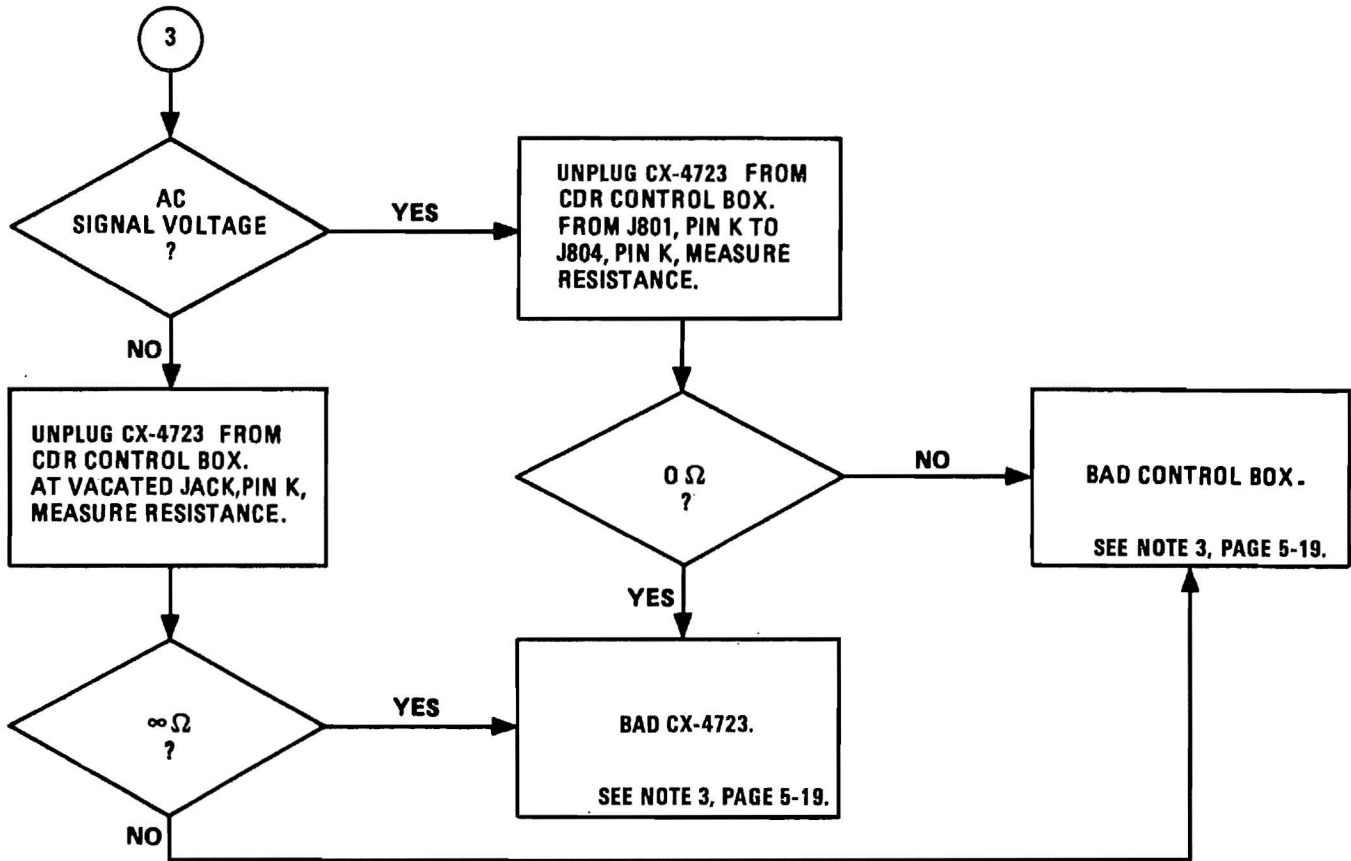 3
AC
SIGNAL VOLTAGE
?
YES
UNPLUG CX-4723 FROM
CDR CONTROL BOX.
FROM J801, PIN K TO
J804, PIN K, MEASURE
RESISTANCE.
NO
UNPLUG CX-4723 FROM
CDR CONTROL BOX.
AT VACATED JACK,PIN K,
MEASURE RESISTANCE.
0 Ω
?
NO
BAD CONTROL BOX.
SEE NOTE 3, PAGE 5-19.
YES
∞ Ω
?
YES
BAD CX-4723.
SEE NOTE 3, PAGE 5-19.
NO